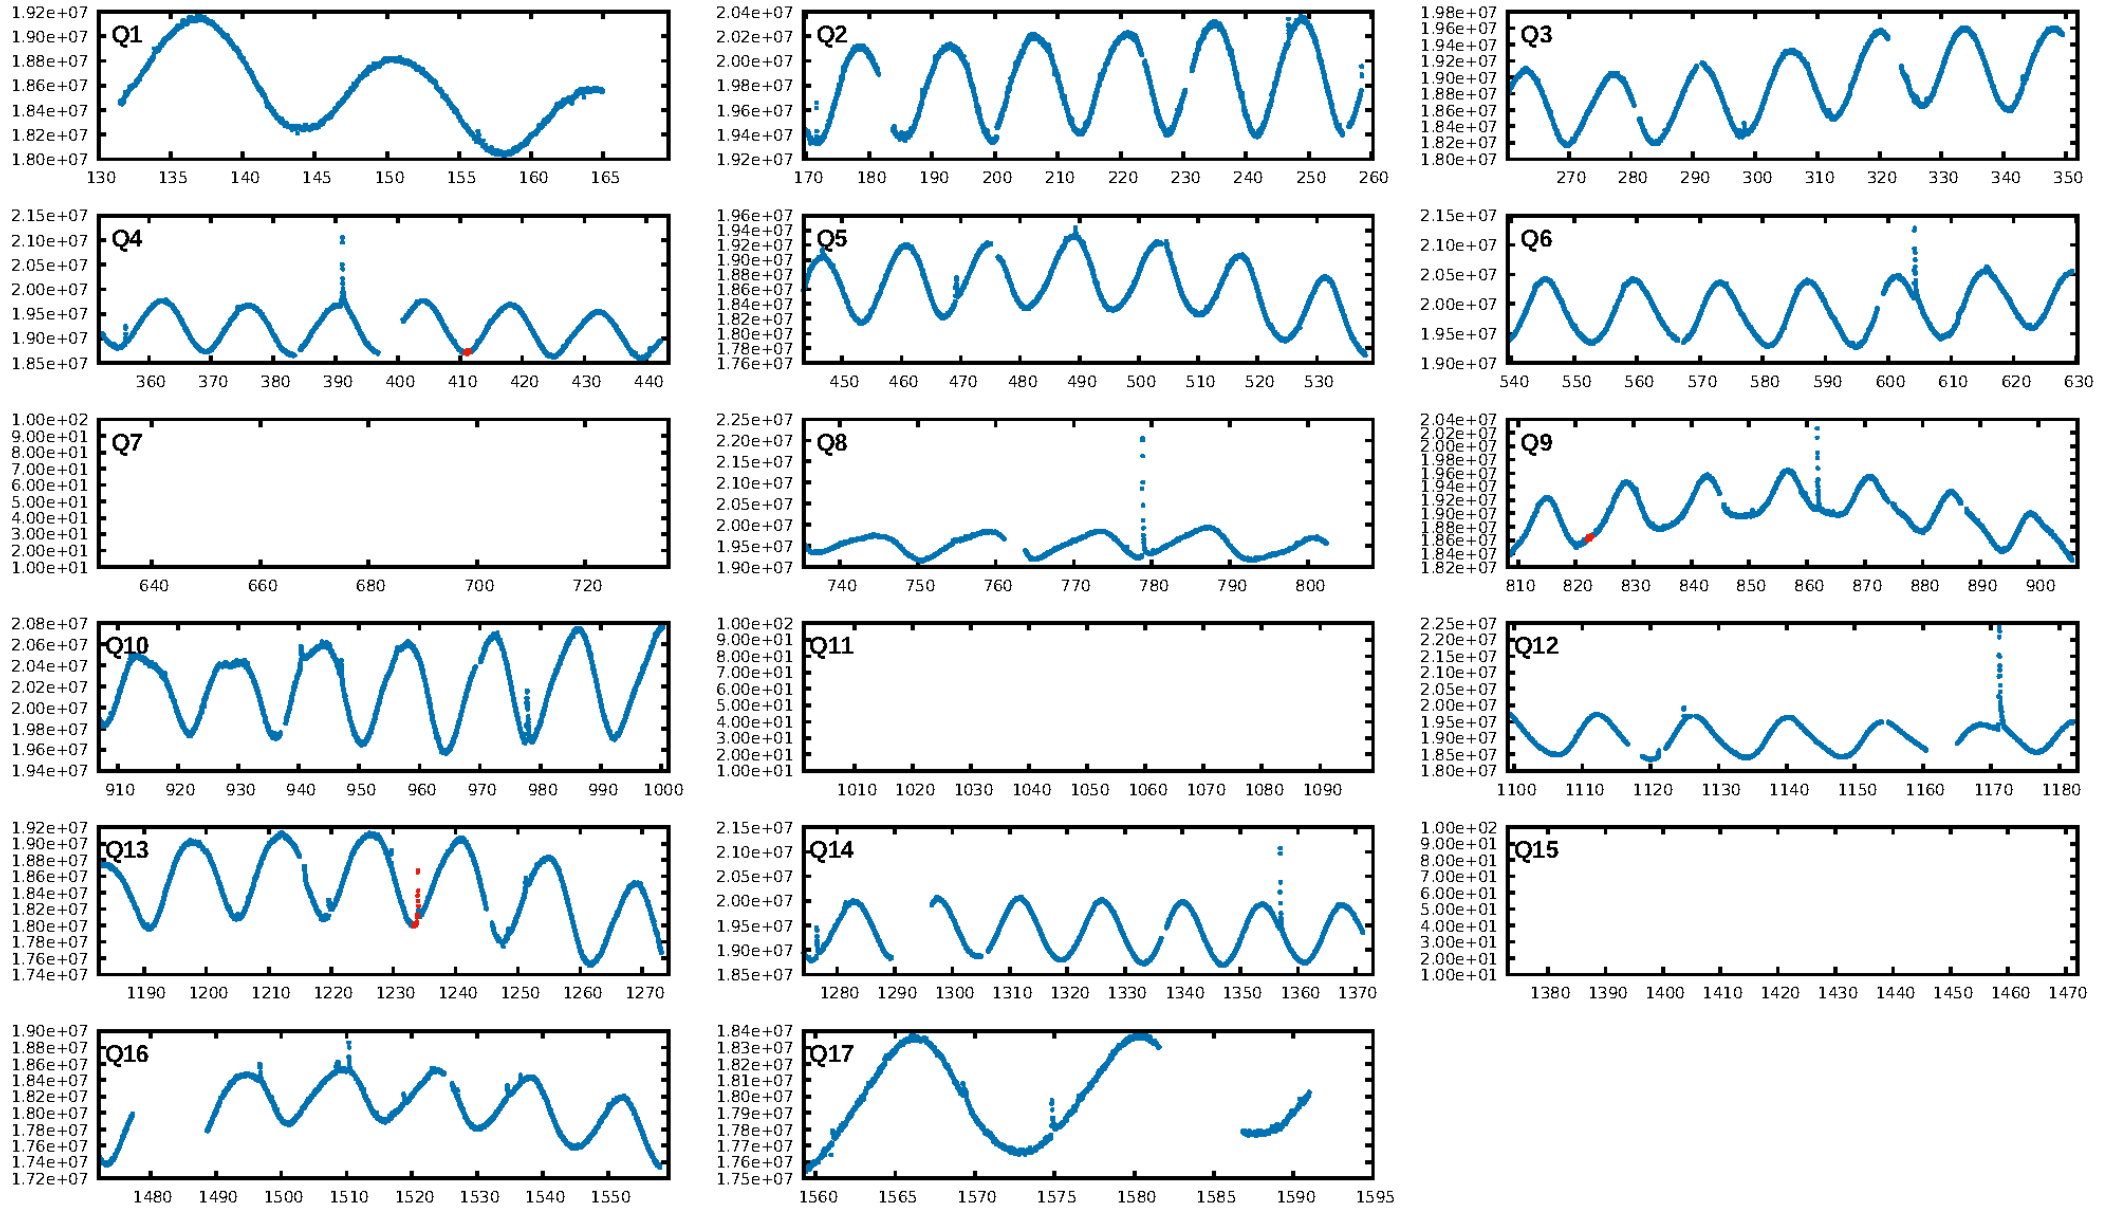 Q1
1.92e+07
1.90e+07
1.88e+07
1.86e+07
1.84e+07
1.82e+07
1.80e+07
130 135 140 145 150 155 160 165
Q2
2.04e+07
2.02e+07
2.00e+07
1.98e+07
1.96e+07
1.94e+07
1.92e+07
170 180 190 200 210 220 230 240 250 260
Q3
1.98e+07
1.96e+07
1.94e+07
1.92e+07
1.90e+07
1.88e+07
1.86e+07
1.84e+07
1.82e+07
1.80e+07
270 280 290 300 310 320 330 340 350
Q4
2.15e+07
2.10e+07
2.05e+07
2.00e+07
1.95e+07
1.90e+07
1.85e+07
360 370 380 390 400 410 420 430 440
Q5
1.96e+07
1.94e+07
1.92e+07
1.90e+07
1.88e+07
1.86e+07
1.84e+07
1.82e+07
1.80e+07
1.78e+07
1.76e+07
450 460 470 480 490 500 510 520 530
Q6
2.15e+07
2.10e+07
2.05e+07
2.00e+07
1.95e+07
1.90e+07
540 550 560 570 580 590 600 610 620 630
Q7
1.00e+02
9.00e+01
8.00e+01
7.00e+01
6.00e+01
5.00e+01
4.00e+01
3.00e+01
2.00e+01
1.00e+01
640 660 680 700 720
Q8
2.25e+07
2.20e+07
2.15e+07
2.10e+07
2.05e+07
2.00e+07
1.95e+07
1.90e+07
740 750 760 770 780 790 800
Q9
2.04e+07
2.02e+07
2.00e+07
1.98e+07
1.96e+07
1.94e+07
1.92e+07
1.90e+07
1.88e+07
1.86e+07
1.84e+07
1.82e+07
810 820 830 840 850 860 870 880 890 900
Q10
2.08e+07
2.06e+07
2.04e+07
2.02e+07
2.00e+07
1.98e+07
1.96e+07
1.94e+07
910 920 930 940 950 960 970 980 990 1000
Q11
1.00e+02
9.00e+01
8.00e+01
7.00e+01
6.00e+01
5.00e+01
4.00e+01
3.00e+01
2.00e+01
1.00e+01
1010 1020 1030 1040 1050 1060 1070 1080 1090
Q12
2.25e+07
2.20e+07
2.15e+07
2.10e+07
2.05e+07
2.00e+07
1.95e+07
1.90e+07
1.85e+07
1.80e+07
1100 1110 1120 1130 1140 1150 1160 1170 1180
Q13
1.92e+07
1.90e+07
1.88e+07
1.86e+07
1.84e+07
1.82e+07
1.80e+07
1.78e+07
1.76e+07
1.74e+07
1190 1200 1210 1220 1230 1240 1250 1260 1270
Q14
2.15e+07
2.10e+07
2.05e+07
2.00e+07
1.95e+07
1.90e+07
1.85e+07
1280 1290 1300 1310 1320 1330 1340 1350 1360 1370
Q15
1.00e+02
9.00e+01
8.00e+01
7.00e+01
6.00e+01
5.00e+01
4.00e+01
3.00e+01
2.00e+01
1.00e+01
1380 1390 1400 1410 1420 1430 1440 1450 1460 1470
Q16
1.90e+07
1.88e+07
1.86e+07
1.84e+07
1.82e+07
1.80e+07
1.78e+07
1.76e+07
1.74e+07
1.72e+07
1480 1490 1500 1510 1520 1530 1540 1550
Q17
1.84e+07
1.83e+07
1.82e+07
1.81e+07
1.80e+07
1.79e+07
1.78e+07
1.77e+07
1.76e+07
1.75e+07
1560 1565 1570 1575 1580 1585 1590 1595